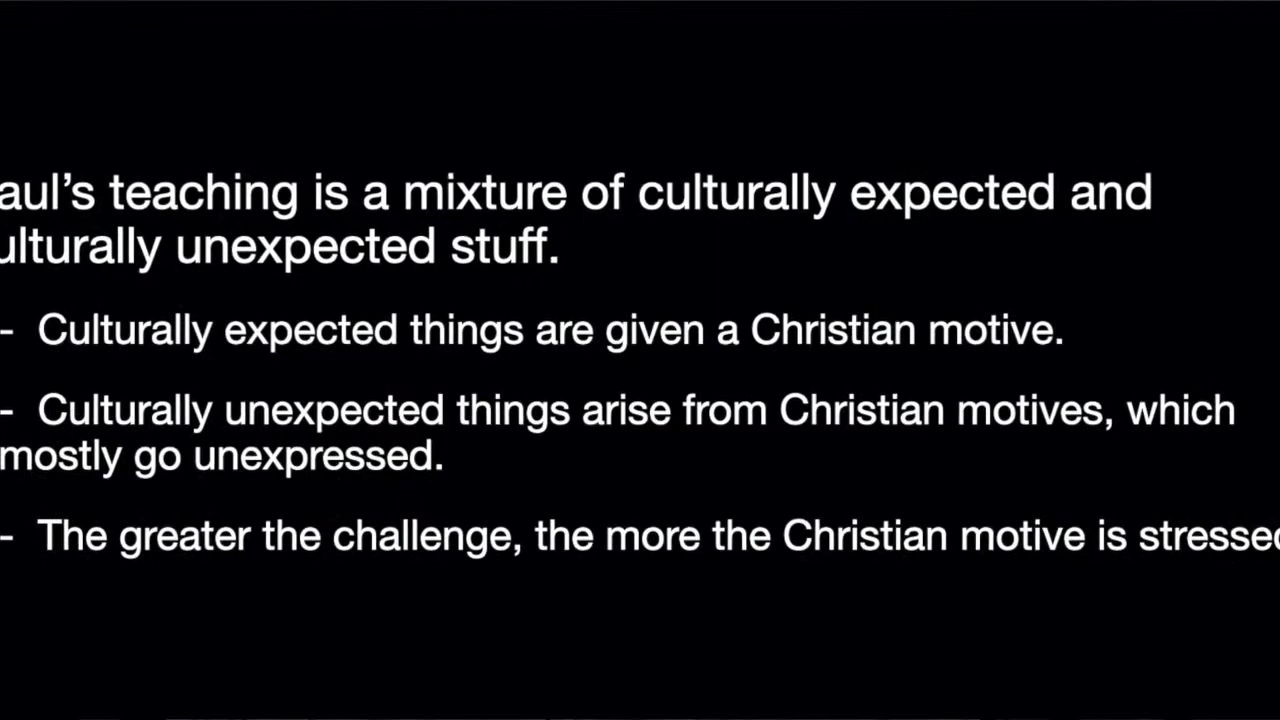 aul’s teaching is a mixture of culturally expected and
ulturally unexpected stuff.
- Culturally expected things are given a Christian motive.
- Culturally unexpected things arise from Christian motives, which
mostly go unexpressed.
- The greater the challenge, the more the Christian motive is stressed